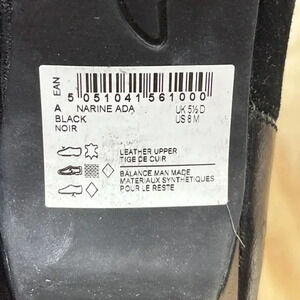 EAN
5 051041 561000
A NARINE ADA UK 5½ D
BLACK US 8 M
NOIR
LEATHER UPPER
TIGE DE CUIR
BALANCE MAN MADE
MATERIAUX SYNTHETIQUES
POUR LE RESTE